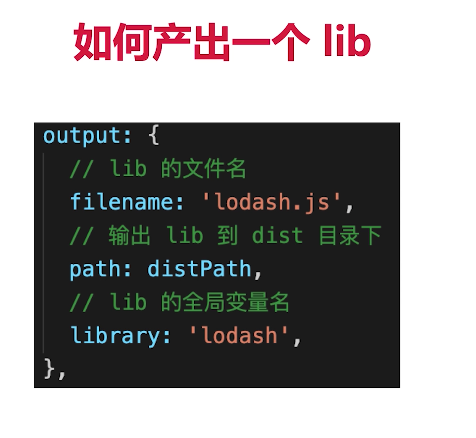 如何产出一个 lib
output: {
// lib 的文件名
filename: 'lodash.js',
// 输出 lib 到 dist 目录下
path: distPath,
// lib 的全局变量名
library: 'lodash',
},